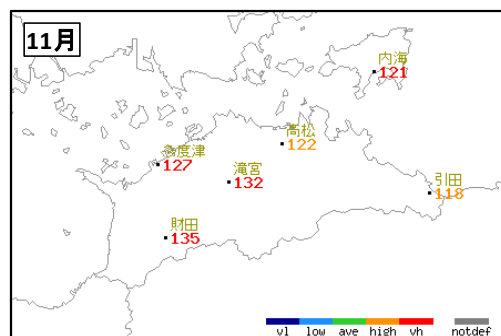 11月
内海
121
高松
122
多度津
127
滝宮
132
引田
118
財田
135
vl low ave high vh notdef